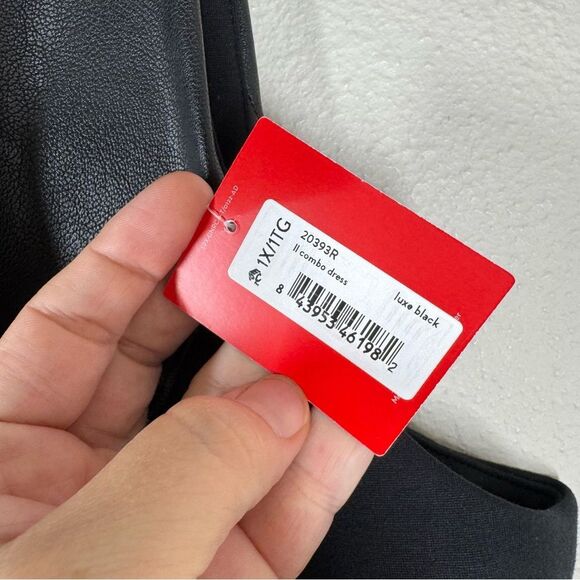 1X/1TG
20393R
ll combo dress
luxe black
8 43953 46198 2